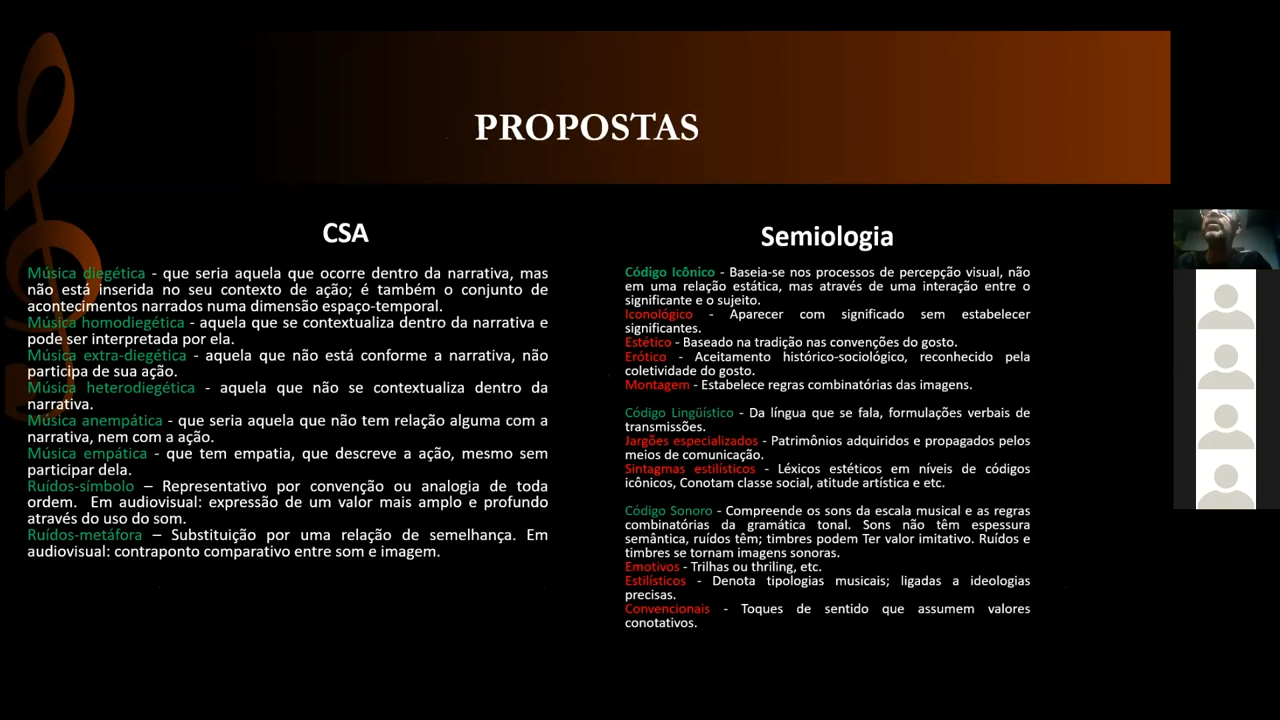 PROPOSTAS
CSA
Música diegética - que seria aquela que ocorre dentro da narrativa, mas
não está inserida no seu contexto de ação; é também o conjunto de
acontecimentos narrados numa dimensão espaço-temporal.
Música homodiegética - aquela que se contextualiza dentro da narrativa e
pode ser interpretada por ela.
Música extra-diegética - aquela que não está conforme a narrativa, não
participa de sua ação.
Música heterodiegética - aquela que não se contextualiza dentro da
narrativa.
Música anempática - que seria aquela que não tem relação alguma com a
narrativa, nem com a ação.
Música empática - que tem empatia, que descreve a ação, mesmo sem
participar dela.
Ruídos-símbolo – Representativo por convenção ou analogia de toda
ordem. Em audiovisual: expressão de um valor mais amplo e profundo
através do uso do som.
Ruídos-metáfora – Substituição por uma relação de semelhança. Em
audiovisual: contraponto comparativo entre som e imagem.
Semiologia
Código Icônico - Baseia-se nos processos de percepção visual, não
em uma relação estática, mas através de uma interação entre o
significante e o sujeito.
Iconológico - Aparecer com significado sem estabelecer
significantes.
Estético - Baseado na tradição nas convenções do gosto.
Erótico - Aceitamento histórico-sociológico, reconhecido pela
coletividade do gosto.
Montagem - Estabelece regras combinatórias das imagens.
Código Lingüístico - Da língua que se fala, formulações verbais de
transmissões.
Jargões especializados - Patrimônios adquiridos e propagados pelos
meios de comunicação.
Sintagmas estilísticos - Léxicos estéticos em níveis de códigos
icônicos, Conotam classe social, atitude artística e etc.
Código Sonoro - Compreende os sons da escala musical e as regras
combinatórias da gramática tonal. Sons não têm espessura
semântica, ruídos têm; timbres podem Ter valor imitativo. Ruídos e
timbres se tornam imagens sonoras.
Emotivos - Trilhas ou thriling, etc.
Estilísticos - Denota tipologias musicais; ligadas a ideologias
precisas.
Convencionais - Toques de sentido que assumem valores
conotativos.